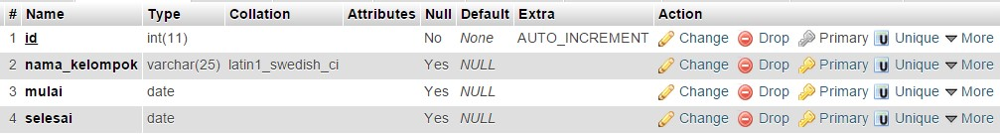 # Name Type Collation Attributes Null Default Extra Action
1 id int(11) No None AUTO_INCREMENT Change Drop Primary U Unique More
2 nama_kelompok varchar(25) latin1_swedish_ci Yes NULL Change Drop Primary U Unique More
3 mulai date Yes NULL Change Drop Primary U Unique More
4 selesai date Yes NULL Change Drop Primary U Unique More